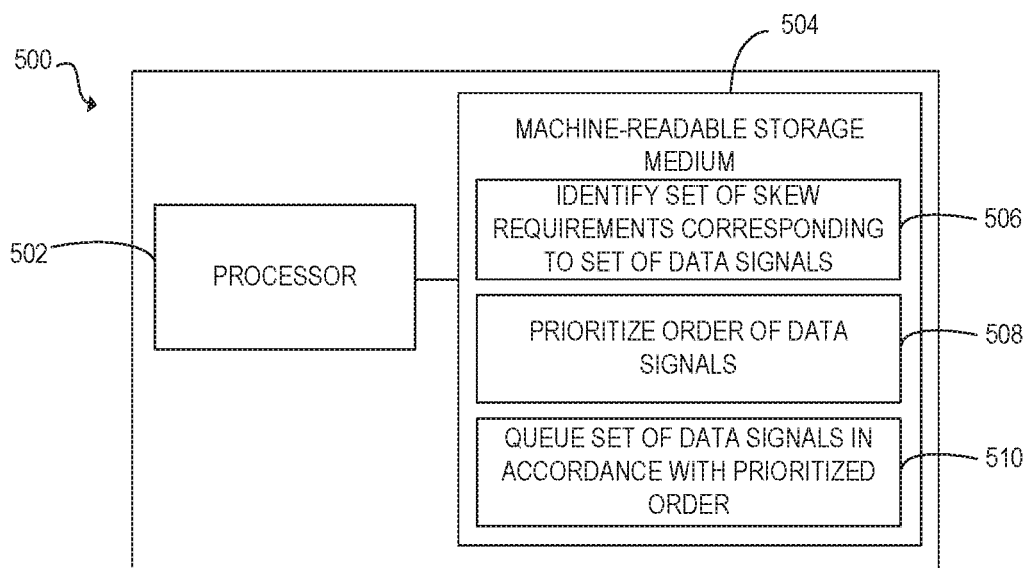 504
500
MACHINE-READABLE STORAGE
MEDIUM
IDENTIFY SET OF SKEW
REQUIREMENTS CORRESPONDING
TO SET OF DATA SIGNALS
506
502
PROCESSOR
PRIORITIZE ORDER OF DATA
SIGNALS
508
QUEUE SET OF DATA SIGNALS IN
ACCORDANCE WITH PRIORITIZED
ORDER
510